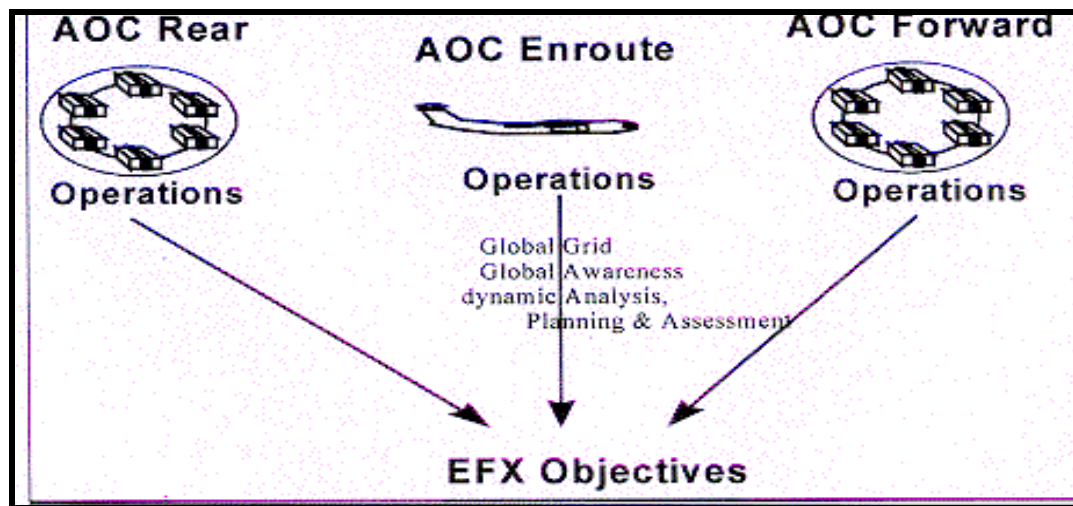 AOC Rear
AOC Enroute
AOC Forward
Operations
Operations
Operations
Global Grid
Global Awareness
dynamic Analysis,
Planning & Assessment
EFX Objectives